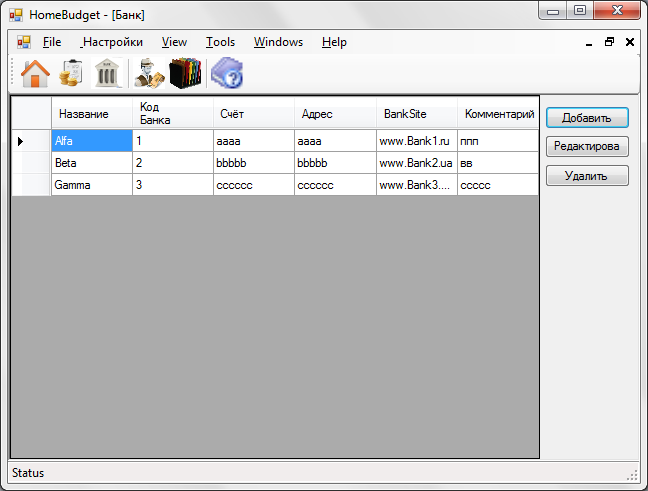 HomeBudget - [Банк]
File Настройки View Tools Windows Help
Название Код Банка Счёт Адрес BankSite Комментарий
Alfa 1 aaaa aaaa www.Bank1.ru ппп
Beta 2 bbbbb bbbbb www.Bank2.ua вв
Gamma 3 cccccc cccccc www.Bank3.... ccccc
Добавить
Редактирова
Удалить
Status